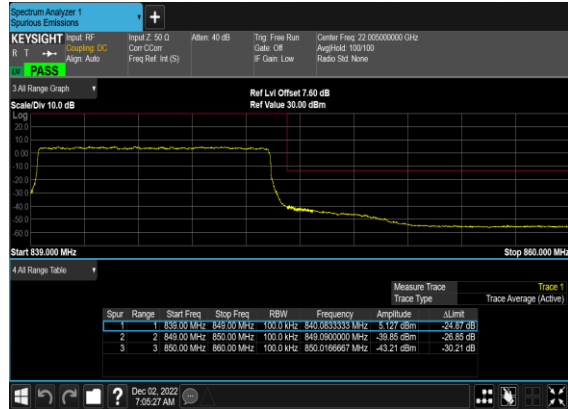 Spectrum Analyzer 1
Spurious Emissions
KEYSIGHT Input: RF Input Z: 50 Ω Atten: 40 dB Trig: Free Run Center Freq: 22.005000000 GHz
R T Coupling: DC Corr CCorr Gate: Off Avg|Hold: 100/100
Align: Auto Freq Ref: Int (S) IF Gain: Low Radio Std: None
PASS
3 All Range Graph
Ref Lvl Offset 7.60 dB
Scale/Div 10.0 dB Ref Value 30.00 dBm
Log
20.0
10.0
0.00
-10.0
-20.0
-30.0
-40.0
-50.0
-60.0
Start 839.000 MHz Stop 860.000 MHz
4 All Range Table
Measure Trace Trace 1
Trace Type Trace Average (Active)
Spur Range Start Freq Stop Freq RBW Frequency Amplitude ΔLimit
1 1 839.00 MHz 849.00 MHz 100.0 kHz 840.0833333 MHz 5.127 dBm -24.87 dB
2 2 849.00 MHz 850.00 MHz 100.0 kHz 849.0900000 MHz -39.85 dBm -26.85 dB
3 3 850.00 MHz 860.00 MHz 100.0 kHz 850.0166667 MHz -43.21 dBm -30.21 dB
? Dec 02, 2022
7:05:27 AM